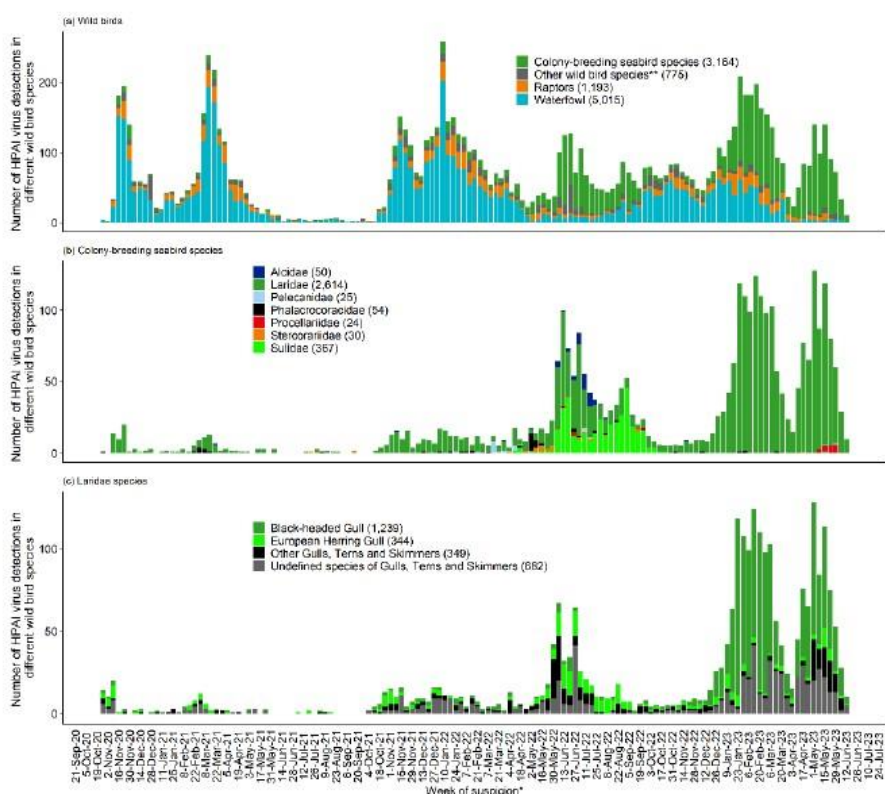 (a) Wild birds
Number of HPAI virus detections in
different wild bird species
200
100
0
Colony-breeding seabird species (3,164)
Other wild bird species** (775)
Raptors (1,193)
Waterfowl (5,015)
(b) Colony-breeding seabird species
Number of HPAI virus detections in
different wild bird species
100
50
0
Alcidae (50)
Laridae (2,614)
Pelecanidae (25)
Phalacrocoracidae (54)
Procellariidae (24)
Stercorariidae (30)
Sulidae (367)
(c) Laridae species
Number of HPAI virus detections in
different wild bird species
100
50
0
Black-headed Gull (1,239)
European Herring Gull (344)
Other Gulls, Terns and Skimmers (349)
Undefined species of Gulls, Terns and Skimmers (682)
21-Sep-20
5-Oct-20
19-Oct-20
2-Nov-20
16-Nov-20
30-Nov-20
14-Dec-20
28-Dec-20
11-Jan-21
25-Jan-21
8-Feb-21
22-Feb-21
8-Mar-21
22-Mar-21
5-Apr-21
19-Apr-21
3-May-21
17-May-21
31-May-21
14-Jun-21
28-Jun-21
12-Jul-21
26-Jul-21
9-Aug-21
23-Aug-21
6-Sep-21
20-Sep-21
4-Oct-21
18-Oct-21
1-Nov-21
15-Nov-21
29-Nov-21
13-Dec-21
27-Dec-21
10-Jan-22
24-Jan-22
7-Feb-22
21-Feb-22
7-Mar-22
21-Mar-22
4-Apr-22
18-Apr-22
2-May-22
16-May-22
30-May-22
13-Jun-22
27-Jun-22
11-Jul-22
25-Jul-22
8-Aug-22
22-Aug-22
5-Sep-22
19-Sep-22
3-Oct-22
17-Oct-22
31-Oct-22
14-Nov-22
28-Nov-22
12-Dec-22
26-Dec-22
9-Jan-23
23-Jan-23
6-Feb-23
20-Feb-23
6-Mar-23
20-Mar-23
3-Apr-23
17-Apr-23
1-May-23
15-May-23
29-May-23
12-Jun-23
26-Jun-23
10-Jul-23
24-Jul-23
Week of suspicion*